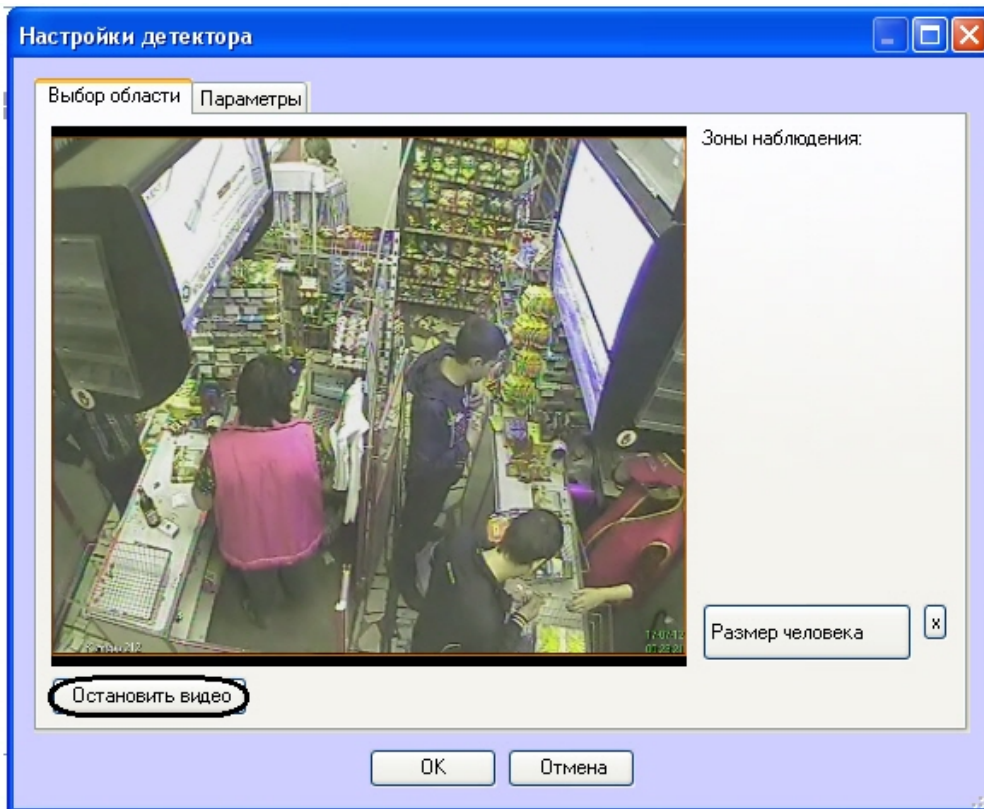 Настройки детектора
Выбор области
Параметры
Зоны наблюдения:
Размер человека
x
Остановить видео
OK
Отмена